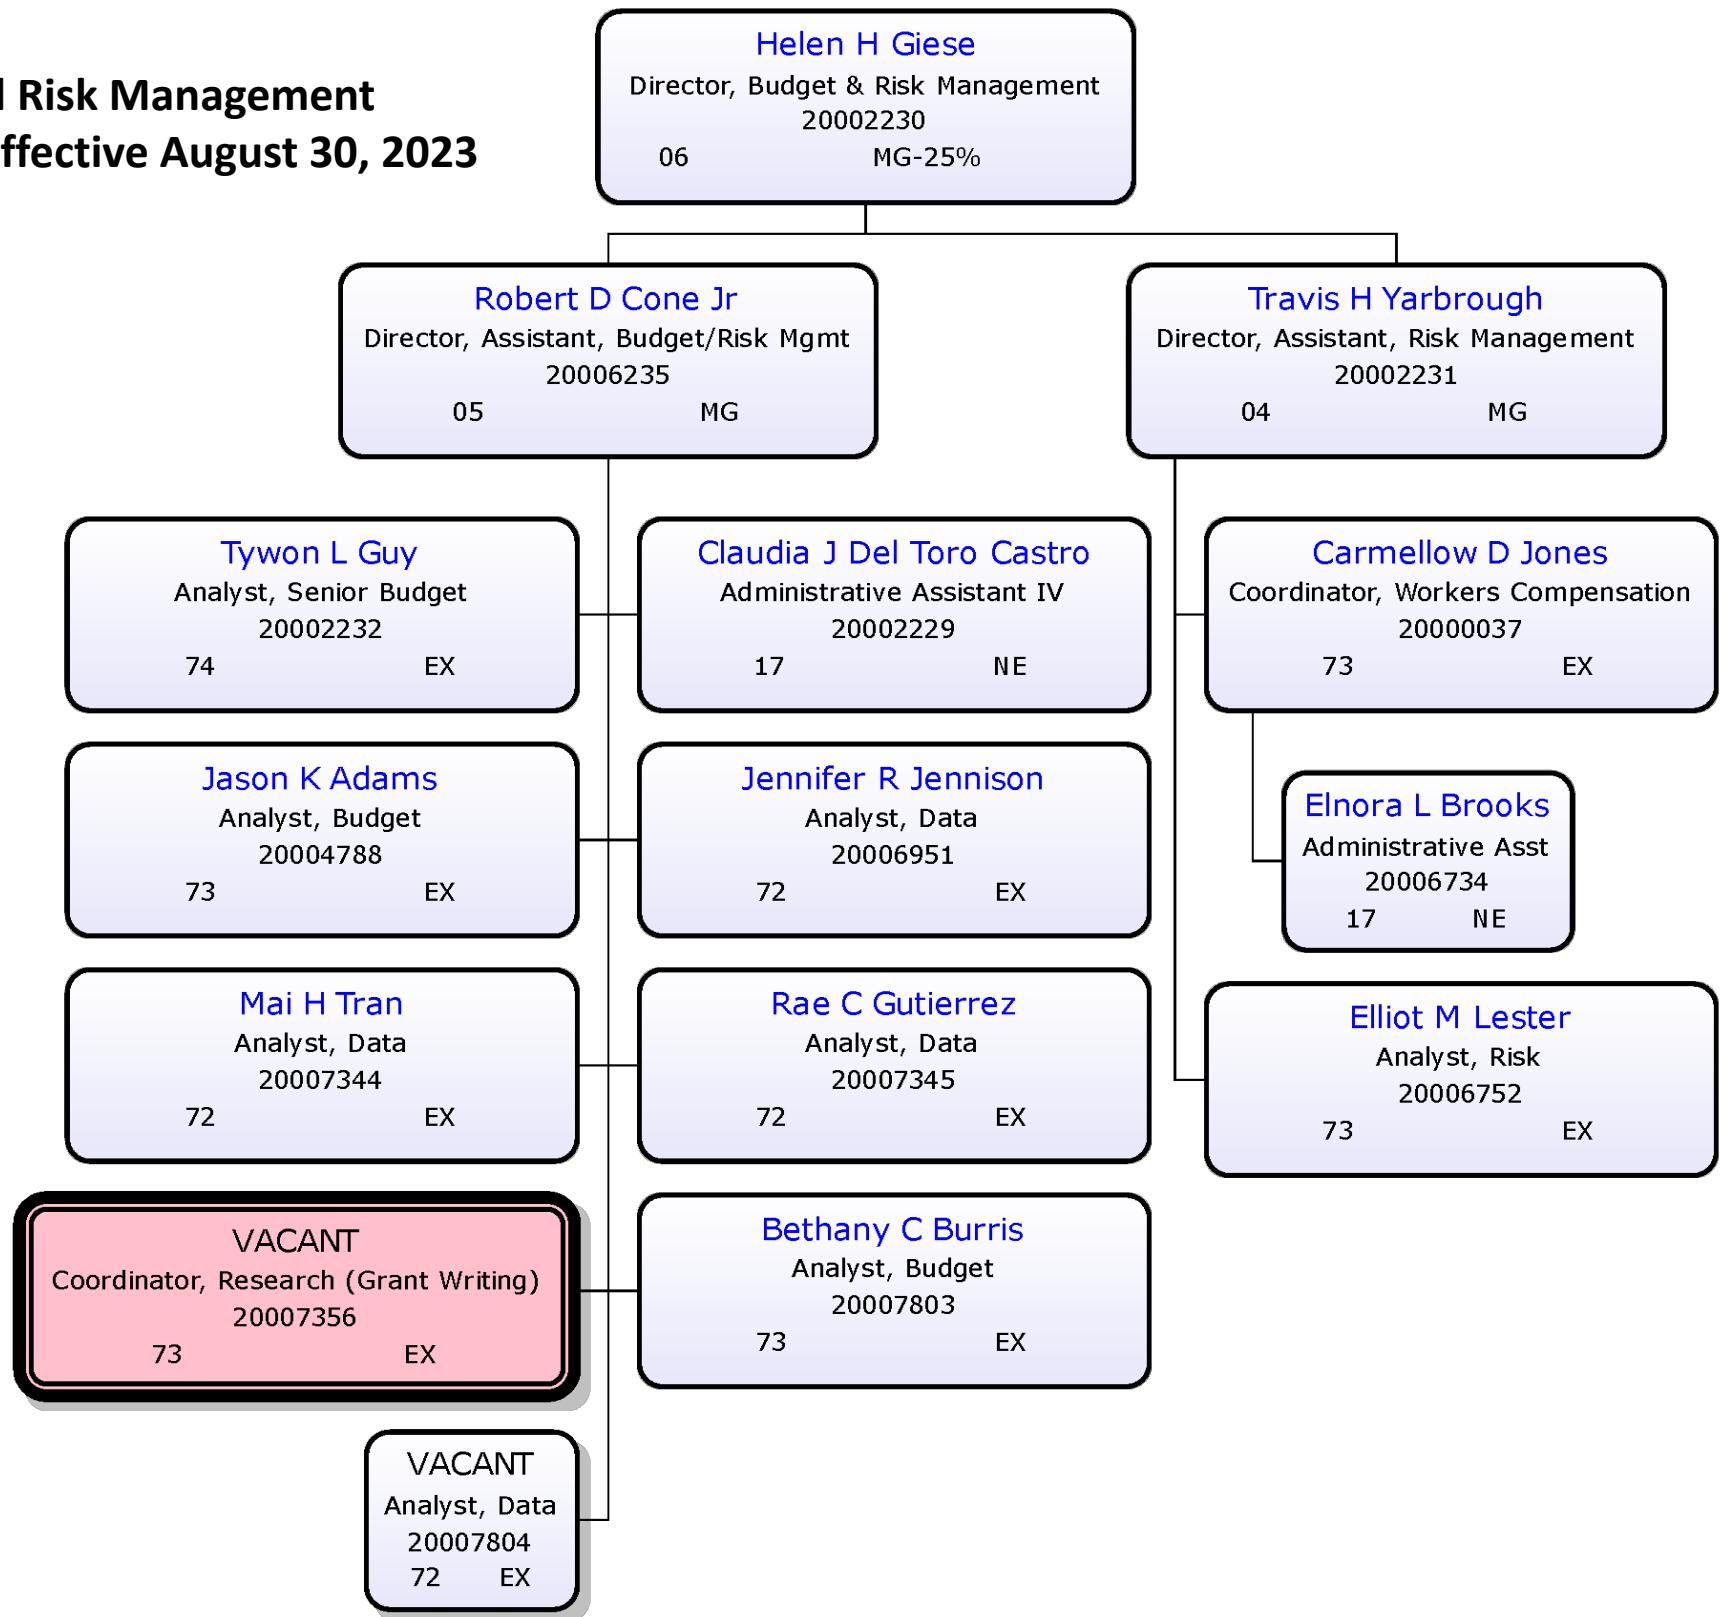 Risk Management
ffective August 30, 2023
Helen H Giese
Director, Budget & Risk Management
20002230
06 MG-25%
Robert D Cone Jr
Director, Assistant, Budget/Risk Mgmt
20006235
05 MG
Travis H Yarbrough
Director, Assistant, Risk Management
20002231
04 MG
Tywon L Guy
Analyst, Senior Budget
20002232
74 EX
Claudia J Del Toro Castro
Administrative Assistant IV
20002229
17 NE
Carmellow D Jones
Coordinator, Workers Compensation
20000037
73 EX
Jason K Adams
Analyst, Budget
20004788
73 EX
Jennifer R Jennison
Analyst, Data
20006951
72 EX
Elnora L Brooks
Administrative Asst
20006734
17 NE
Mai H Tran
Analyst, Data
20007344
72 EX
Rae C Gutierrez
Analyst, Data
20007345
72 EX
Elliot M Lester
Analyst, Risk
20006752
73 EX
VACANT
Coordinator, Research (Grant Writing)
20007356
73 EX
Bethany C Burris
Analyst, Budget
20007803
73 EX
VACANT
Analyst, Data
20007804
72 EX